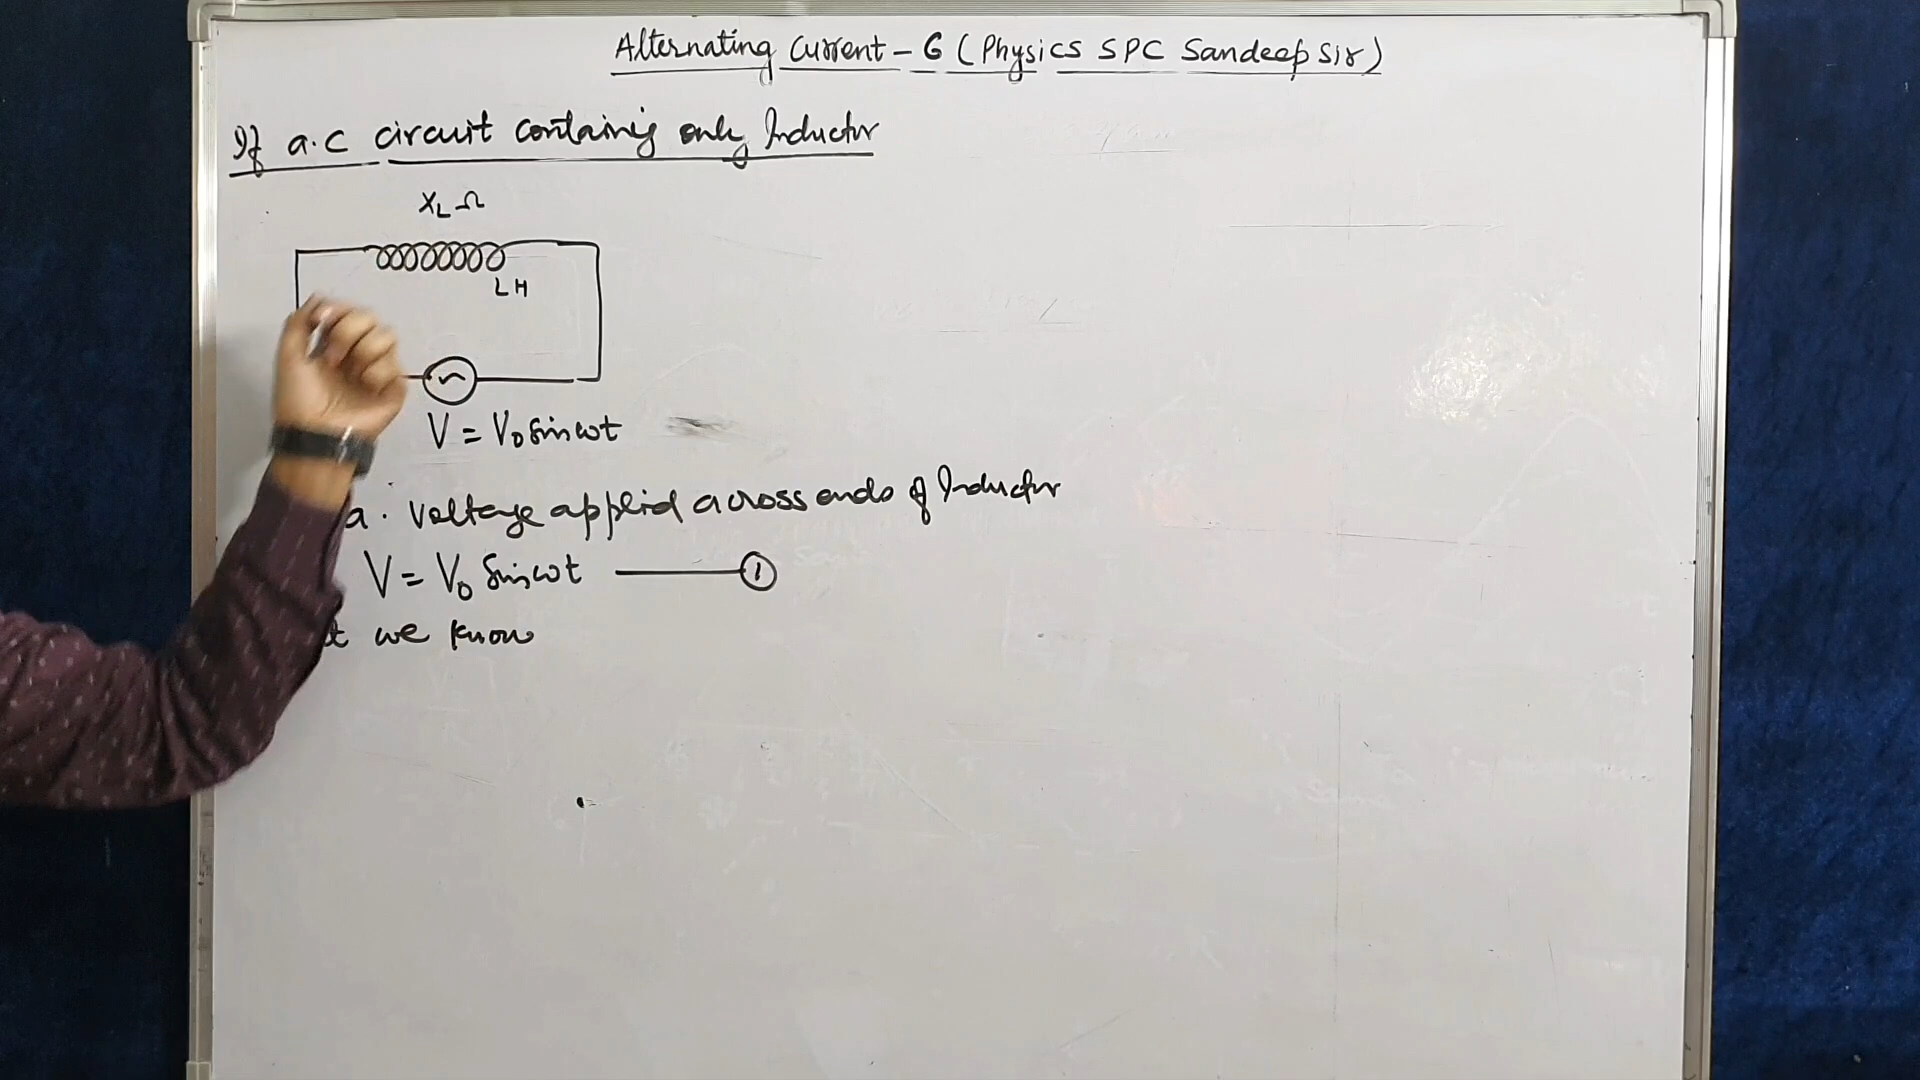 Alternating Current - 6 (Physics SPC Sandeep Sir)
If a.c circuit containing only Inductor
XL Ω
L H
V = V0 sin ωt
a. Voltage applied across ends of Inductor
V = V0 sin ωt ——— ①
we know